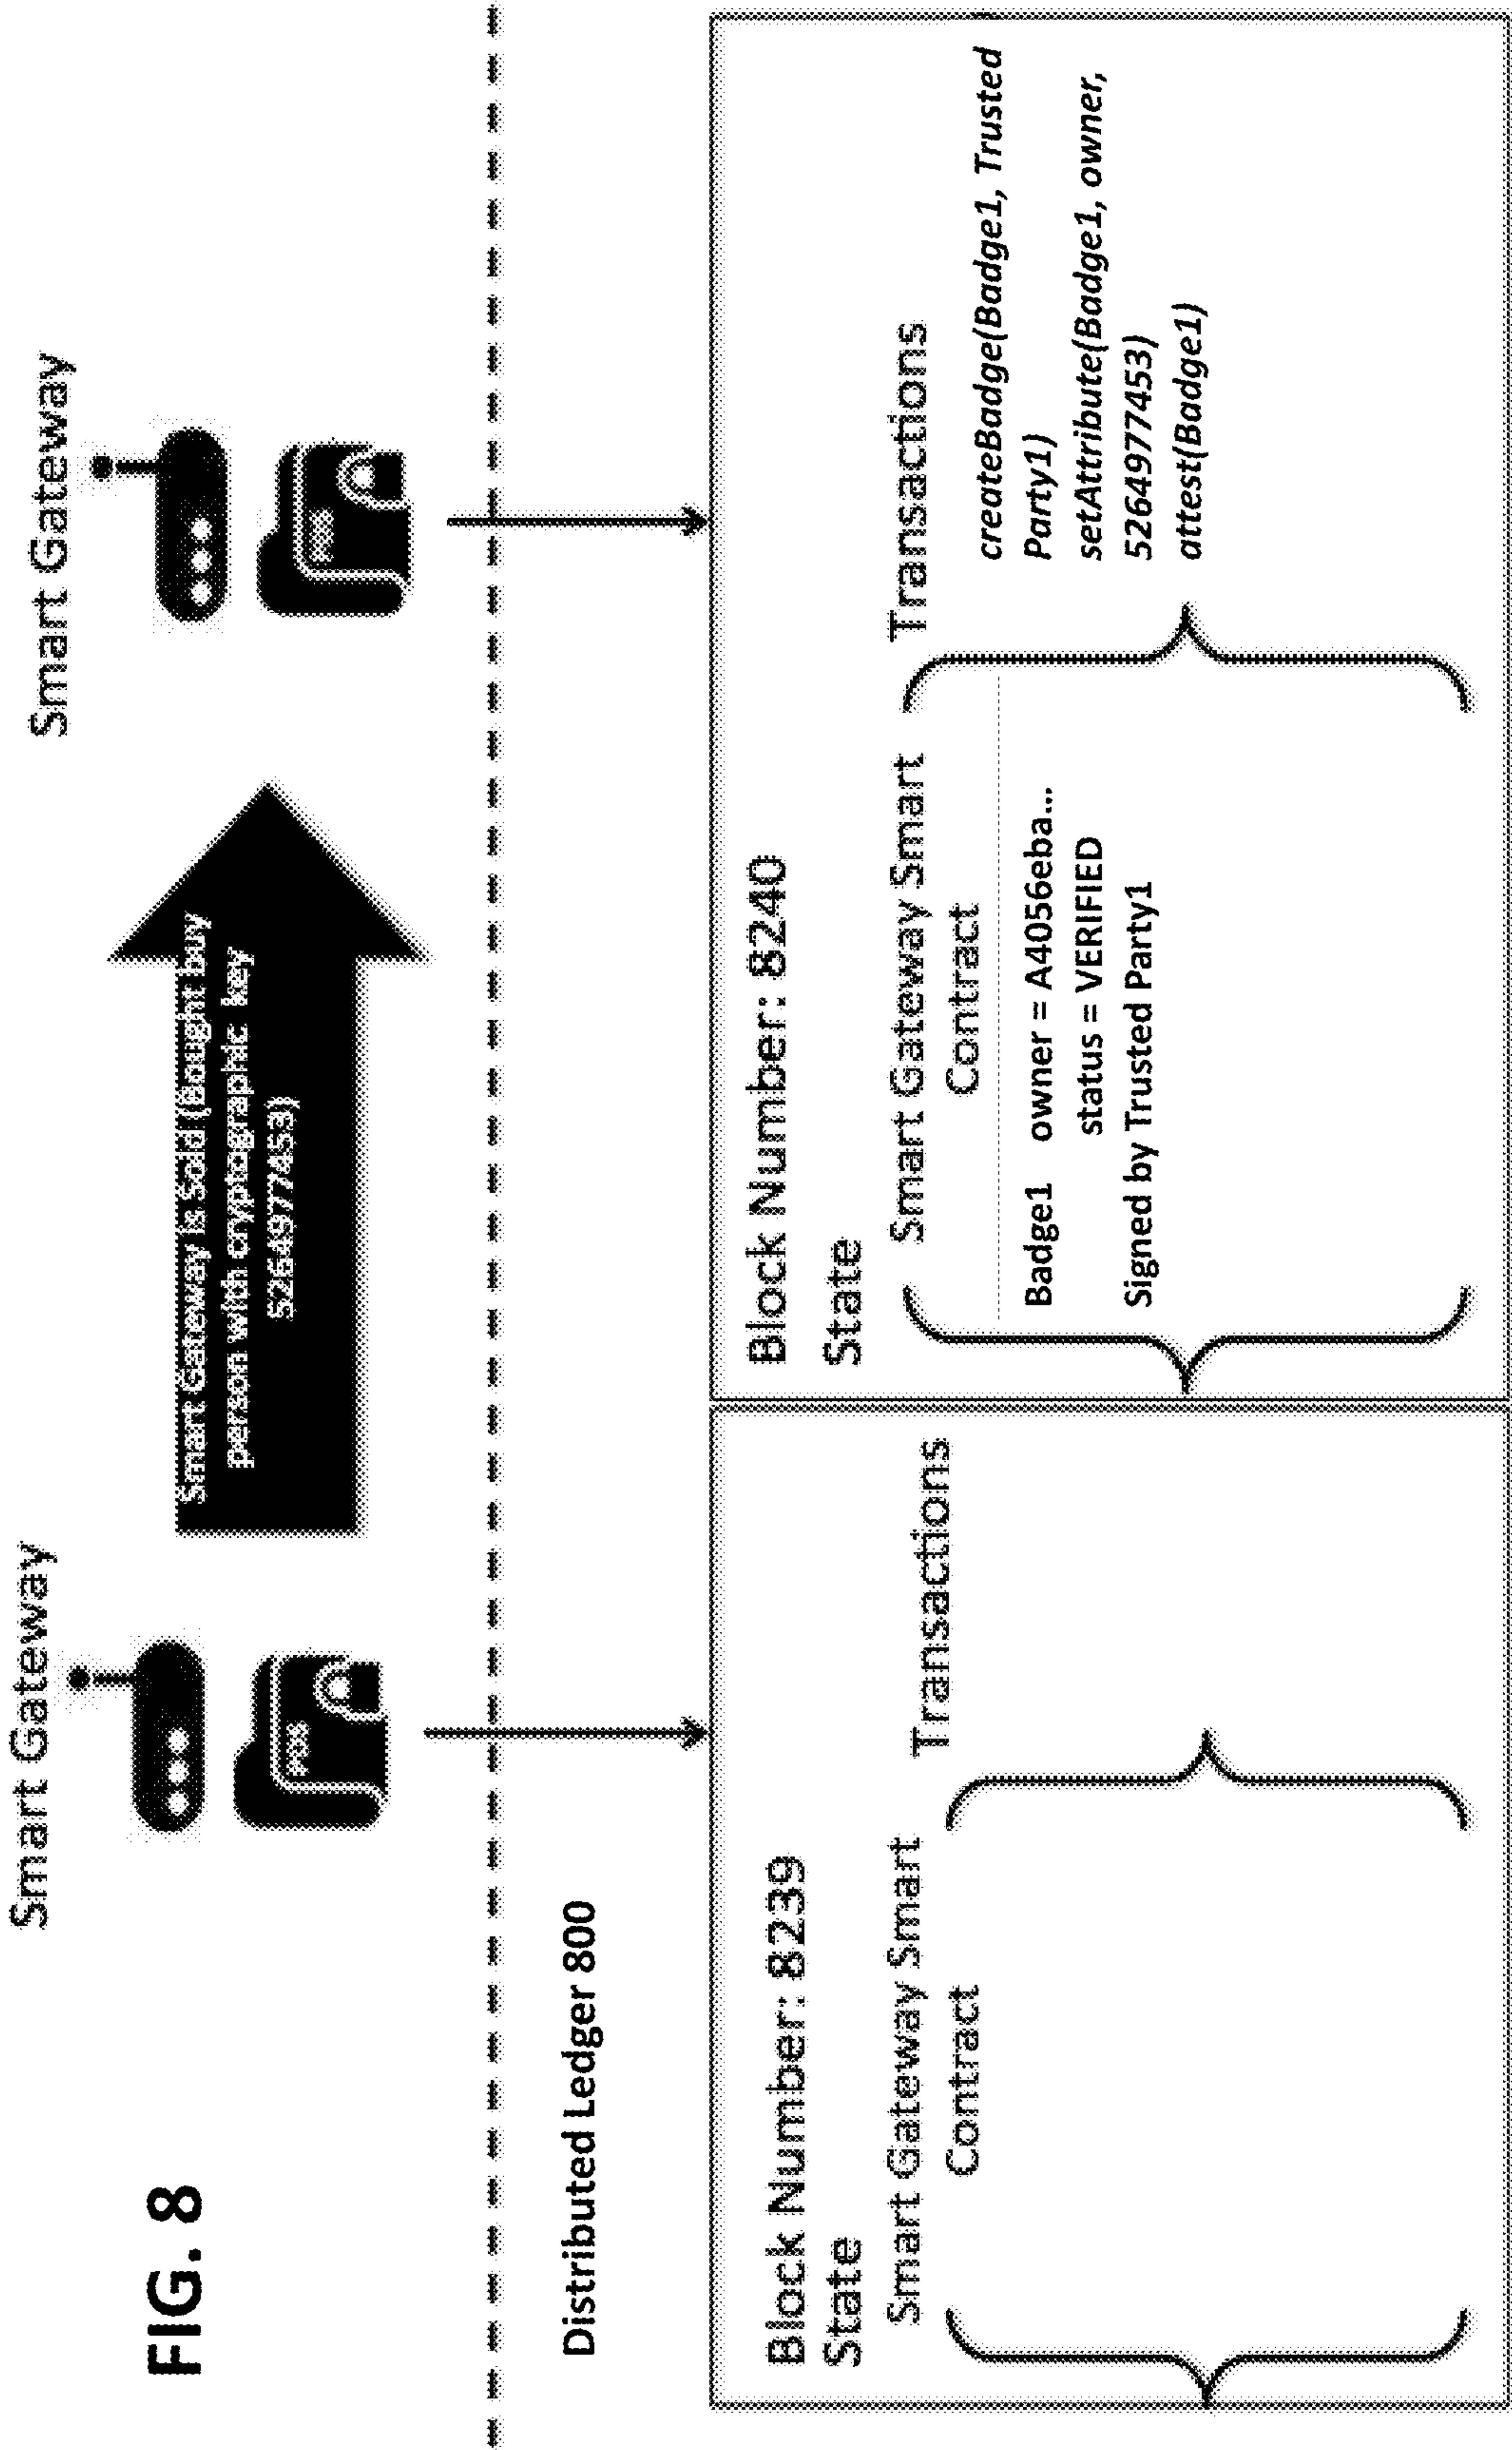 FIG. 8
Smart Gateway
Smart Gateway is sold (bought buy
person with cryptographic key
5264977453)
Smart Gateway
PDS
PDS
Distributed Ledger 800
Block Number: 8239
State
Smart Gateway Smart
Contract
Transactions
Block Number: 8240
State
Smart Gateway Smart
Contract
Badge1 owner = A4056eba...
status = VERIFIED
Signed by Trusted Party1
Transactions
createBadge(Badge1, Trusted
Party1)
setAttribute(Badge1, owner,
5264977453)
attest(Badge1)